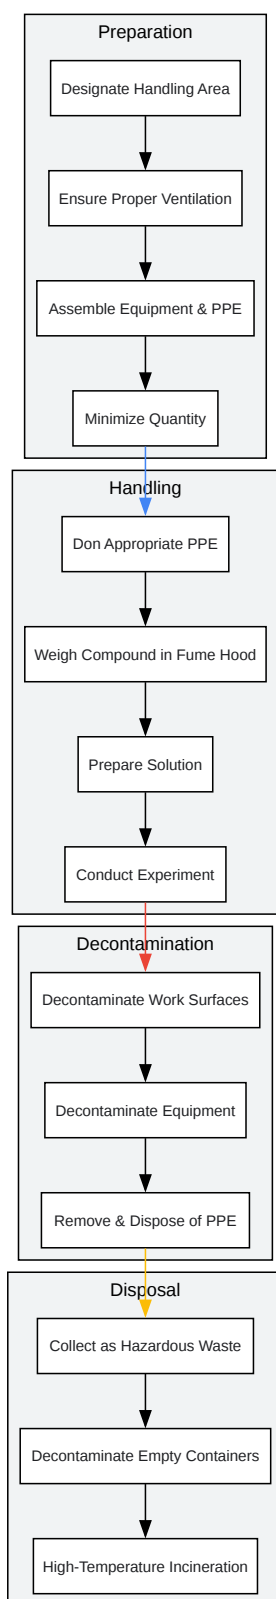 Preparation
Designate Handling Area
Ensure Proper Ventilation
Assemble Equipment & PPE
Minimize Quantity
Handling
Don Appropriate PPE
Weigh Compound in Fume Hood
Prepare Solution
Conduct Experiment
Decontamination
Decontaminate Work Surfaces
Decontaminate Equipment
Remove & Dispose of PPE
Disposal
Collect as Hazardous Waste
Decontaminate Empty Containers
High-Temperature Incineration